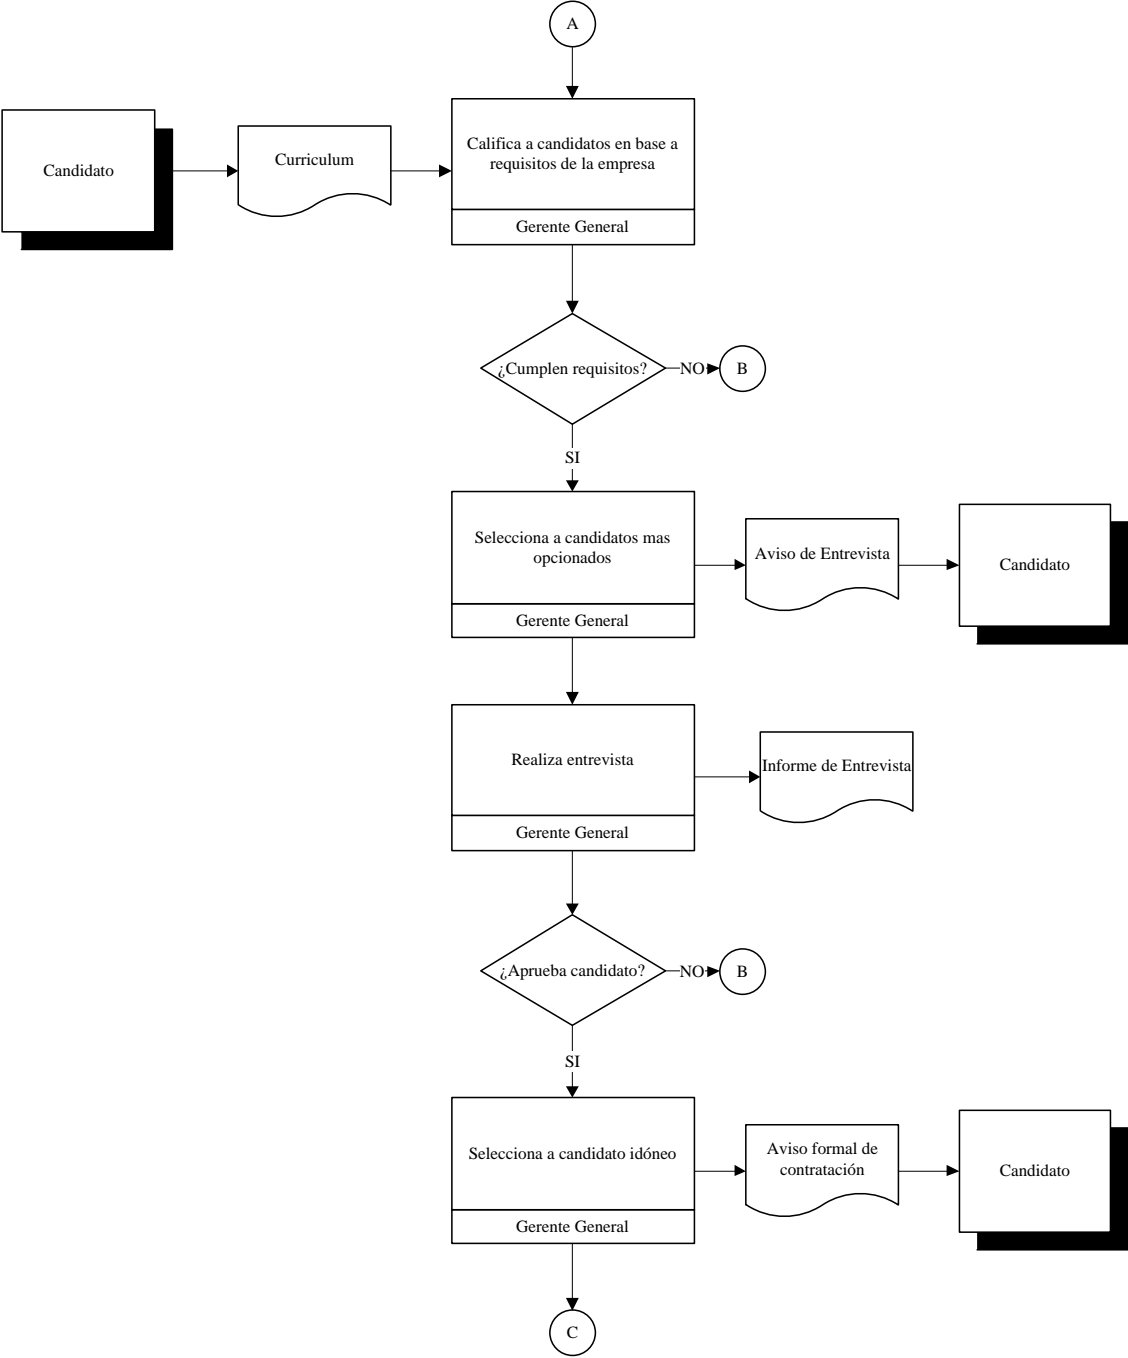 A
Candidato
Curriculum
Califica a candidatos en base a
requisitos de la empresa
Gerente General
¿Cumplen requisitos?
NO
B
SI
Selecciona a candidatos mas
opcionados
Gerente General
Aviso de Entrevista
Candidato
Realiza entrevista
Gerente General
Informe de Entrevista
¿Aprueba candidato?
NO
B
SI
Selecciona a candidato idóneo
Gerente General
Aviso formal de
contratación
Candidato
C